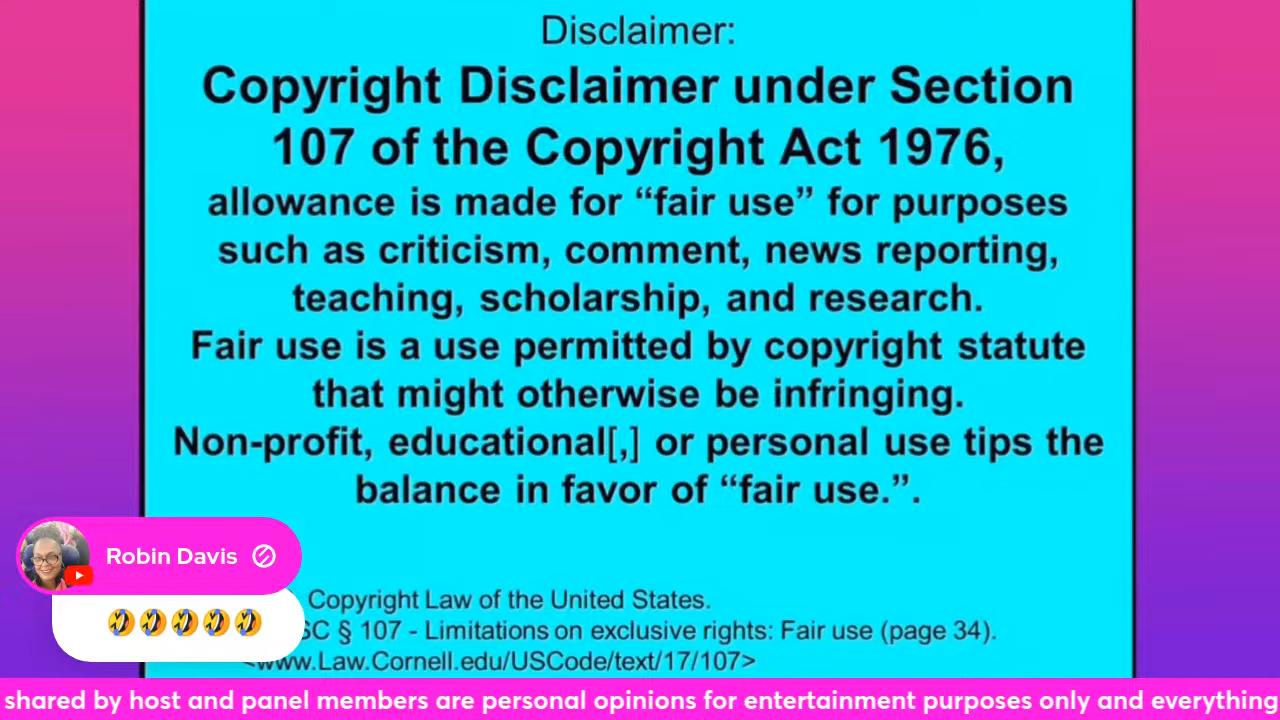 Disclaimer:
Copyright Disclaimer under Section
107 of the Copyright Act 1976,
allowance is made for “fair use” for purposes
such as criticism, comment, news reporting,
teaching, scholarship, and research.
Fair use is a use permitted by copyright statute
that might otherwise be infringing.
Non-profit, educational[,] or personal use tips the
balance in favor of “fair use.”.
Robin Davis
🤣🤣🤣🤣🤣
Copyright Law of the United States.
§ 107 - Limitations on exclusive rights: Fair use (page 34).
<www.Law.Cornell.edu/USCode/text/17/107>
shared by host and panel members are personal opinions for entertainment purposes only and everything